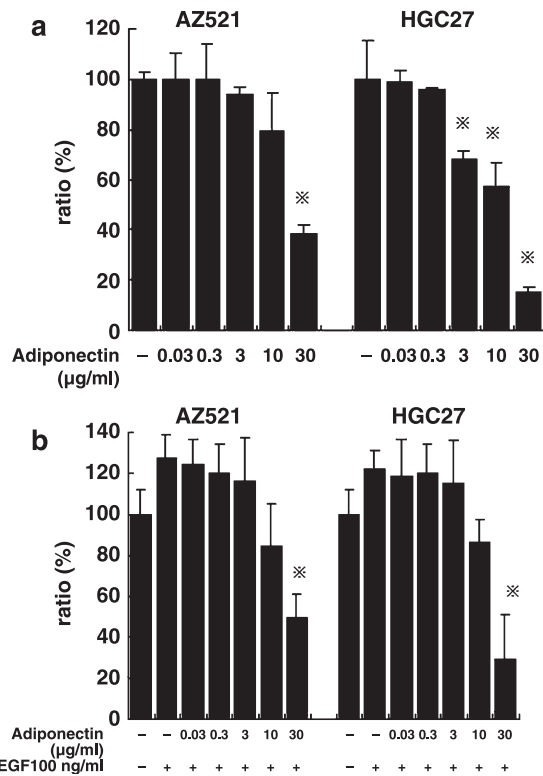 a
AZ521 HGC27
120
100
80
60
40
20
0
ratio (%)
※ ※ ※ ※
Adiponectin (µg/ml) – 0.03 0.3 3 10 30 – 0.03 0.3 3 10 30
b
AZ521 HGC27
140
120
100
80
60
40
20
0
ratio (%)
※ ※
Adiponectin (µg/ml) – – 0.03 0.3 3 10 30 – – 0.03 0.3 3 10 30
EGF100 ng/ml – + + + + + + – + + + + + +